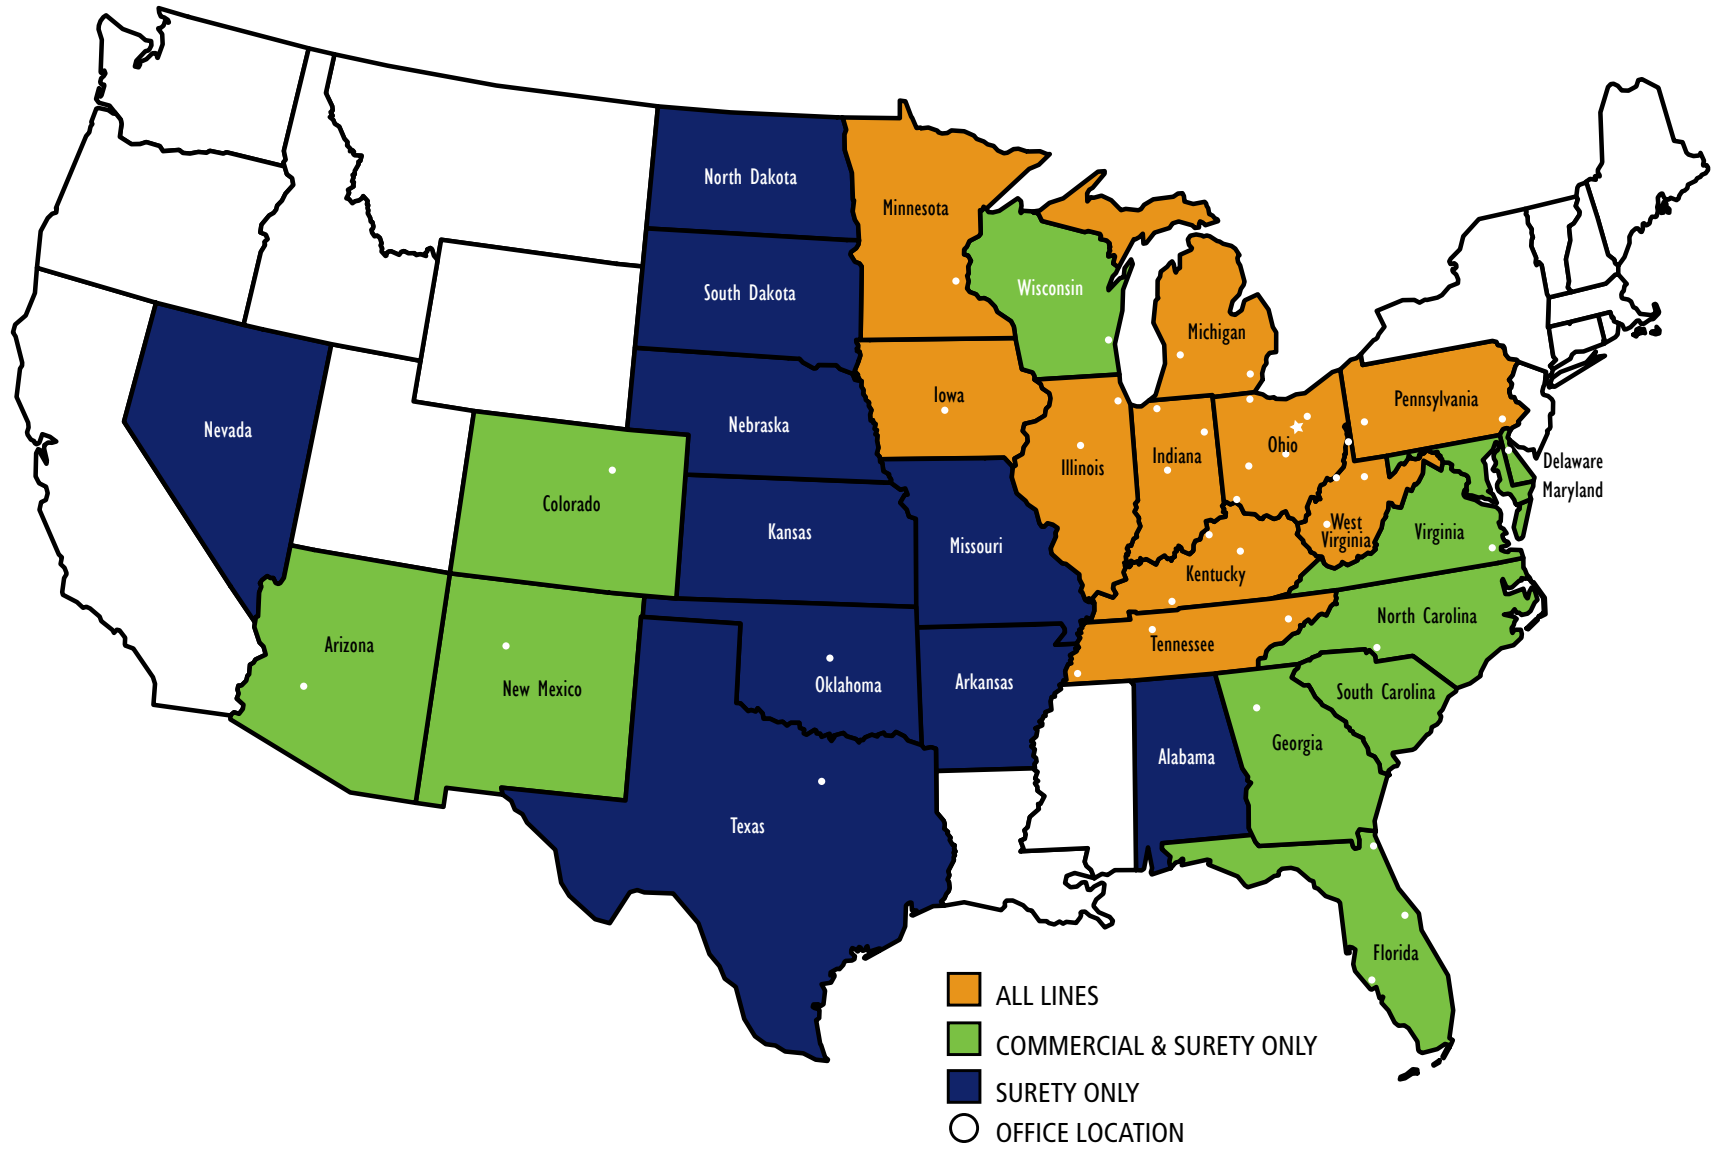 North Dakota
Minnesota
South Dakota
Wisconsin
Michigan
Nevada
Nebraska
Iowa
Pennsylvania
Illinois
Indiana
Ohio
Delaware
Maryland
Colorado
Kansas
Missouri
West
Virginia
Virginia
Kentucky
Arizona
New Mexico
Oklahoma
Arkansas
Tennessee
North Carolina
South Carolina
Texas
Alabama
Georgia
Florida
ALL LINES
COMMERCIAL & SURETY ONLY
SURETY ONLY
OFFICE LOCATION